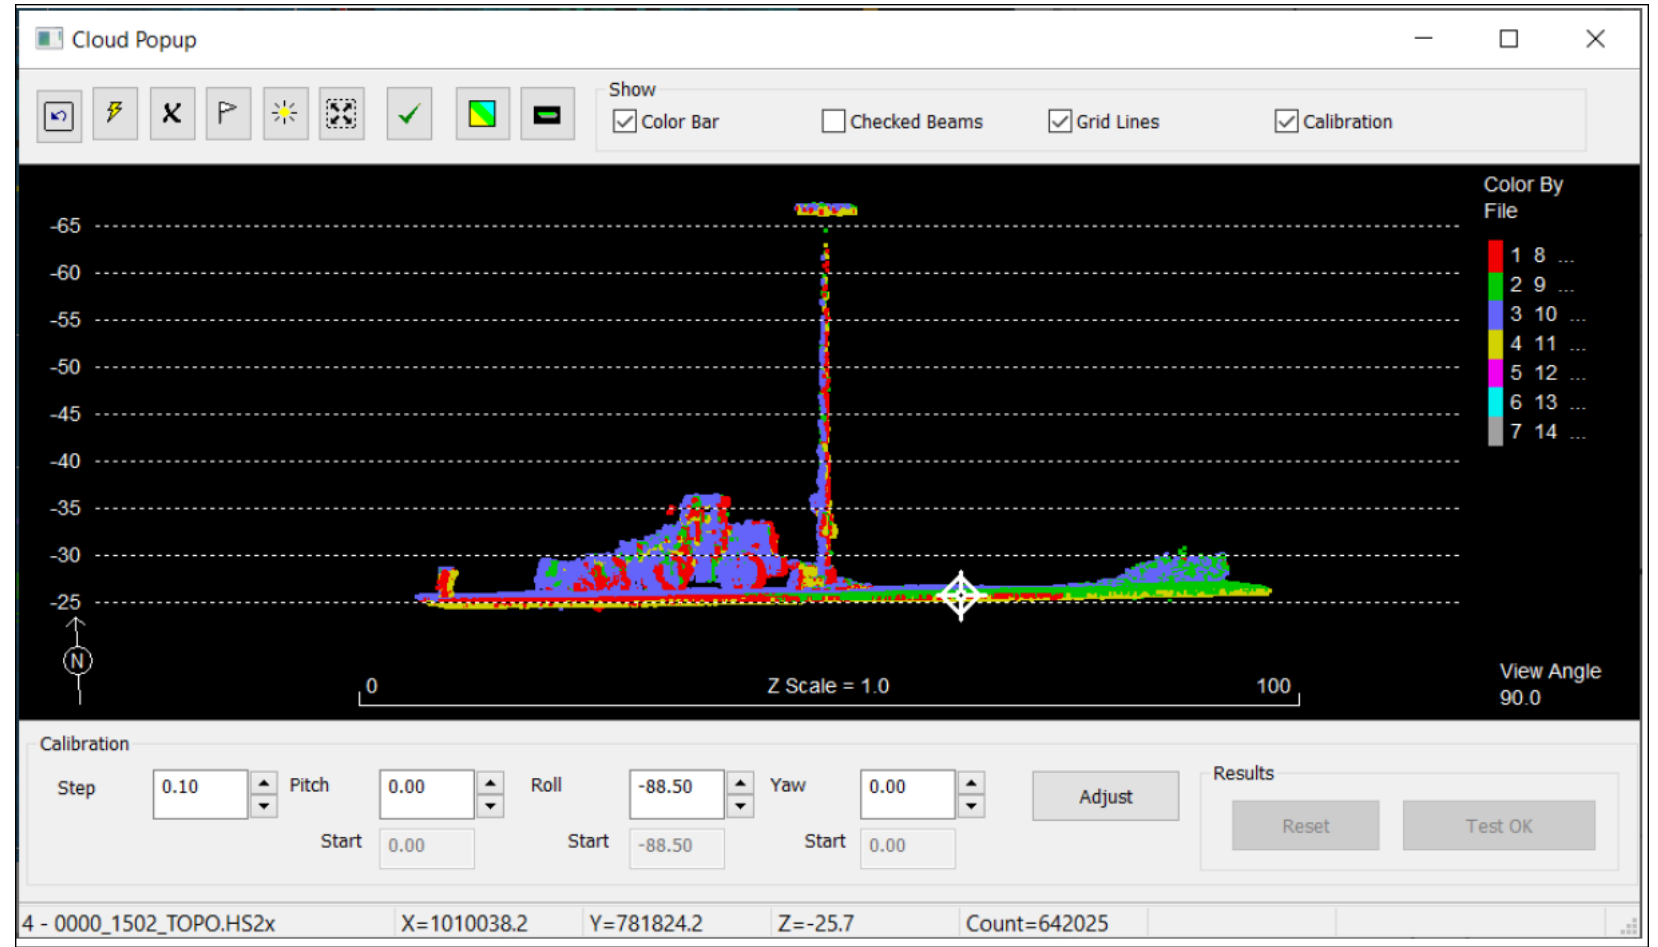 Cloud Popup
Show
Color Bar
Checked Beams
Grid Lines
Calibration
Color By
File
1 8 ...
2 9 ...
3 10 ...
4 11 ...
5 12 ...
6 13 ...
7 14 ...
-65
-60
-55
-50
-45
-40
-35
-30
-25
N
0
Z Scale = 1.0
100
View Angle
90.0
Calibration
Step
0.10
Pitch
0.00
Roll
-88.50
Yaw
0.00
Adjust
Start
0.00
Start
-88.50
Start
0.00
Results
Reset
Test OK
4 - 0000_1502_TOPO.HS2x
X=1010038.2
Y=781824.2
Z=-25.7
Count=642025